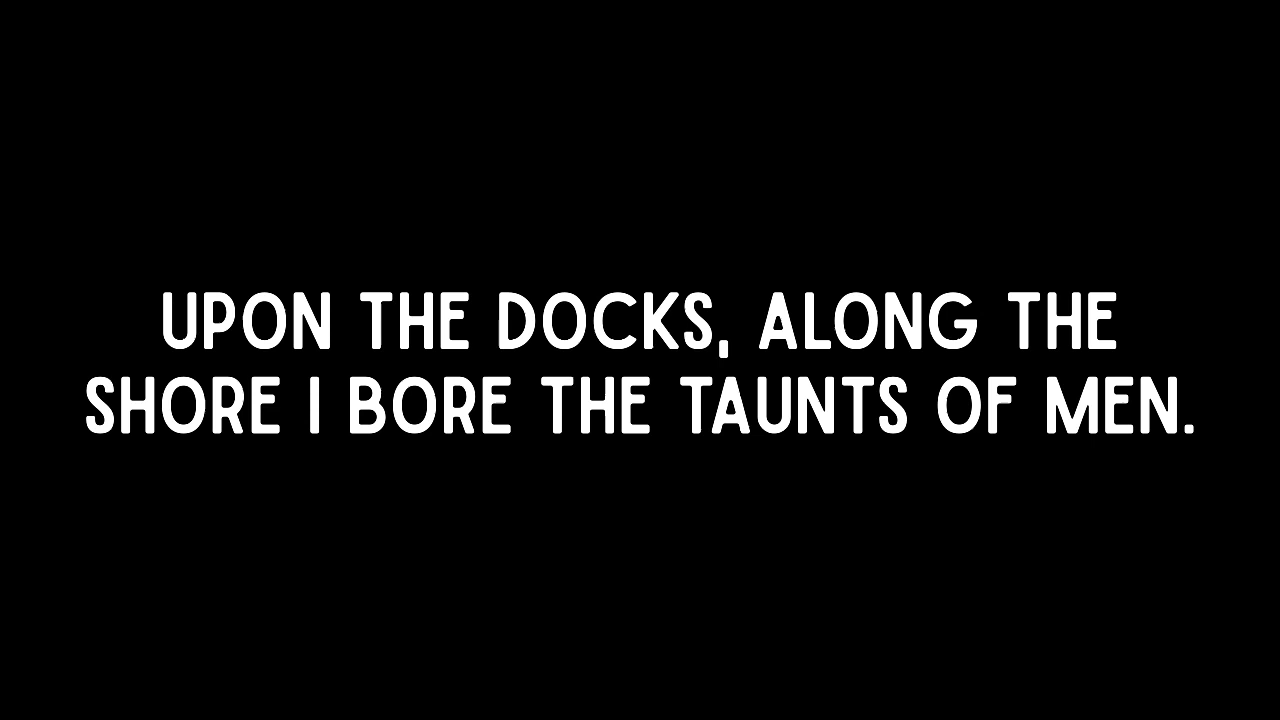 UPON THE DOCKS, ALONG THE
SHORE I BORE THE TAUNTS OF MEN.